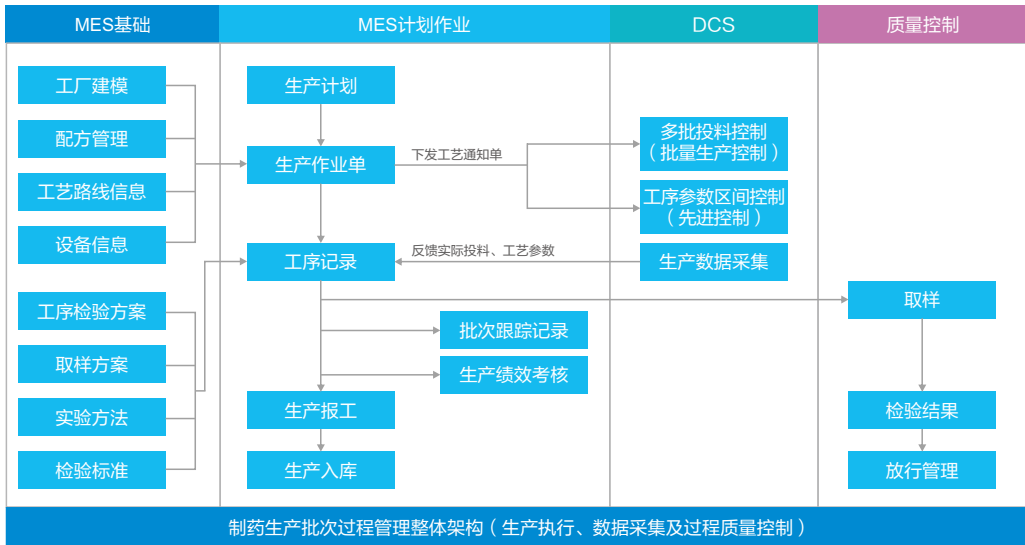 MES基础
MES计划作业
DCS
质量控制
工厂建模
配方管理
工艺路线信息
设备信息
工序检验方案
取样方案
实验方法
检验标准
生产计划
生产作业单
下发工艺通知单
工序记录
反馈实际投料、工艺参数
批次跟踪记录
生产绩效考核
生产报工
生产入库
多批投料控制
（批量生产控制）
工序参数区间控制
（先进控制）
生产数据采集
取样
检验结果
放行管理
制药生产批次过程管理整体架构（生产执行、数据采集及过程质量控制）